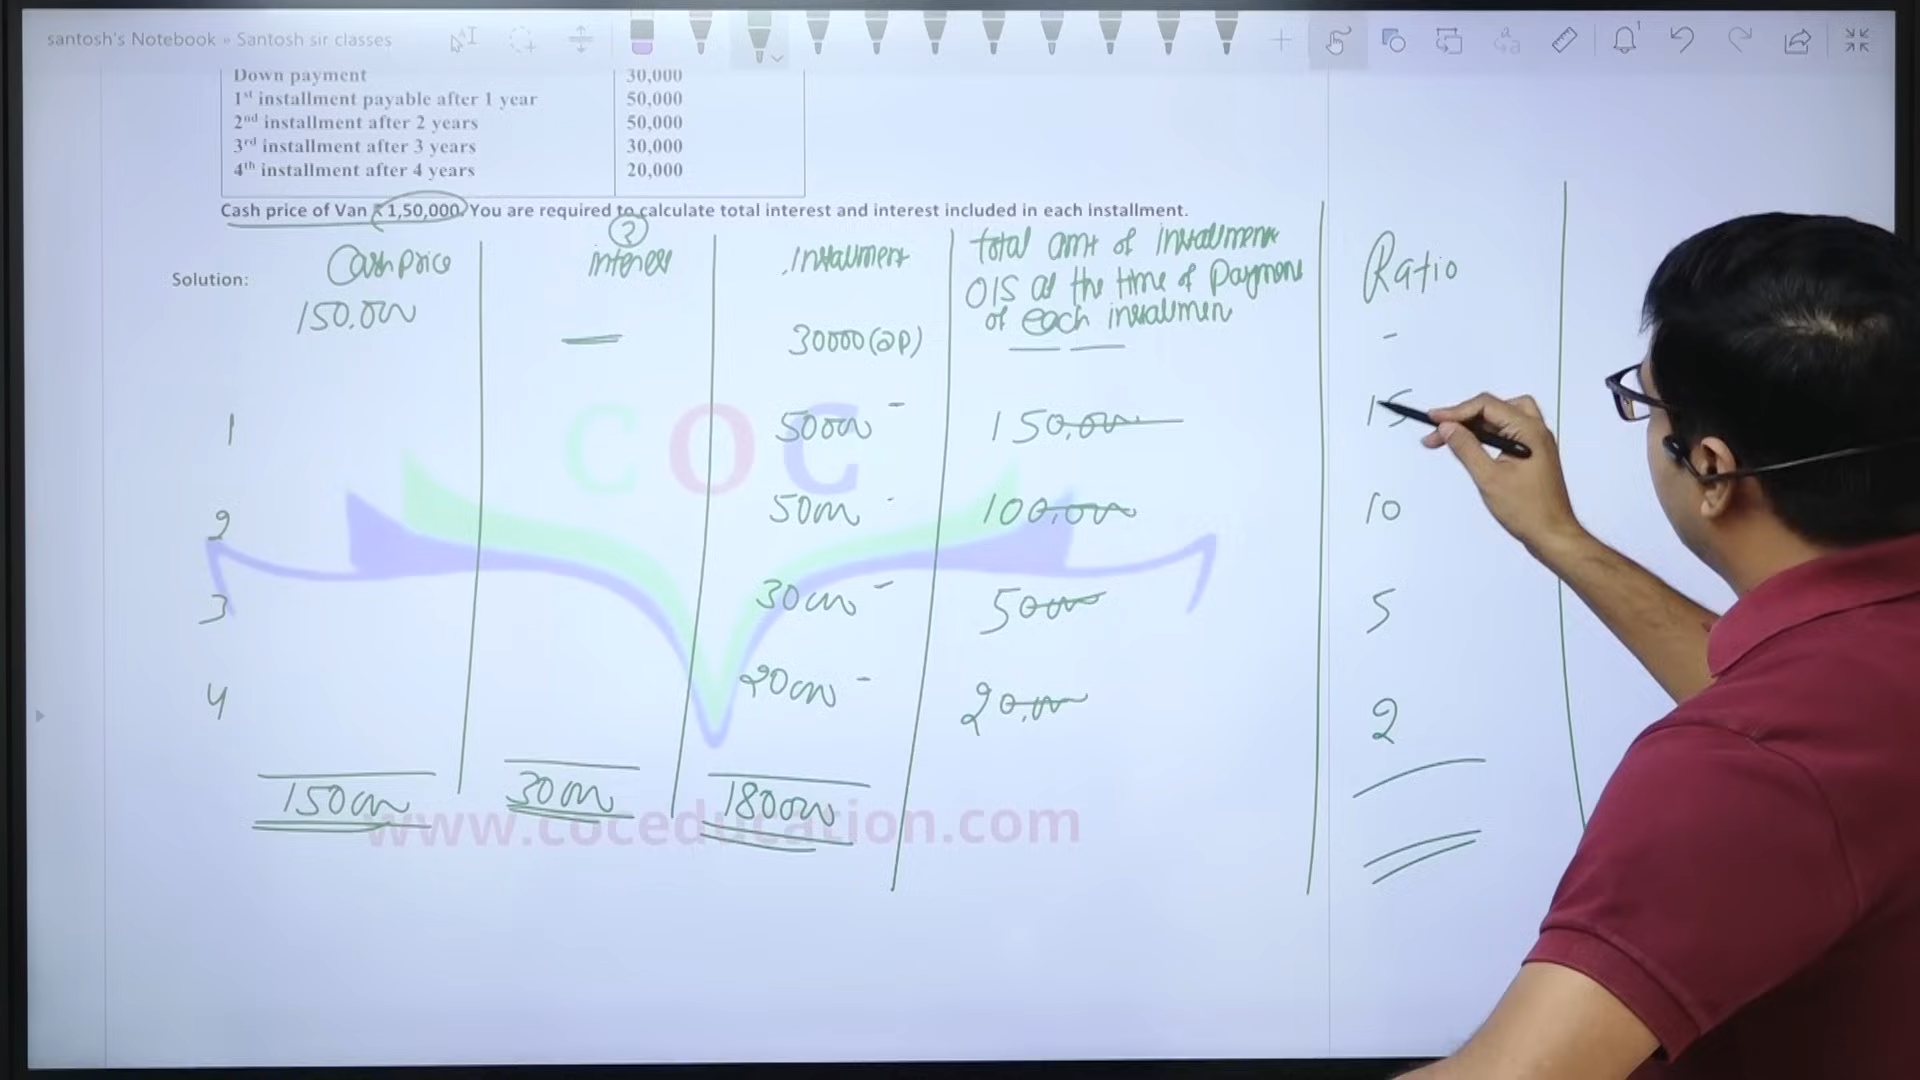 santosh's Notebook » Santosh sir classes
Down payment 30,000
1st installment payable after 1 year 50,000
2nd installment after 2 years 50,000
3rd installment after 3 years 30,000
4th installment after 4 years 20,000
Cash price of Van ₹ 1,50,000. You are required to calculate total interest and interest included in each installment.
Solution:
Cash price
150,000
interest
Installment
total amt of installment
O/S at the time of payment
of each installment
Ratio
— 30000 (DP) — — -
1 50000 150,000 15
2 50000 100,000 10
3 30000 50000 5
4 20000 20,000 2
150000 30000 180000
COC
www.coceducation.com